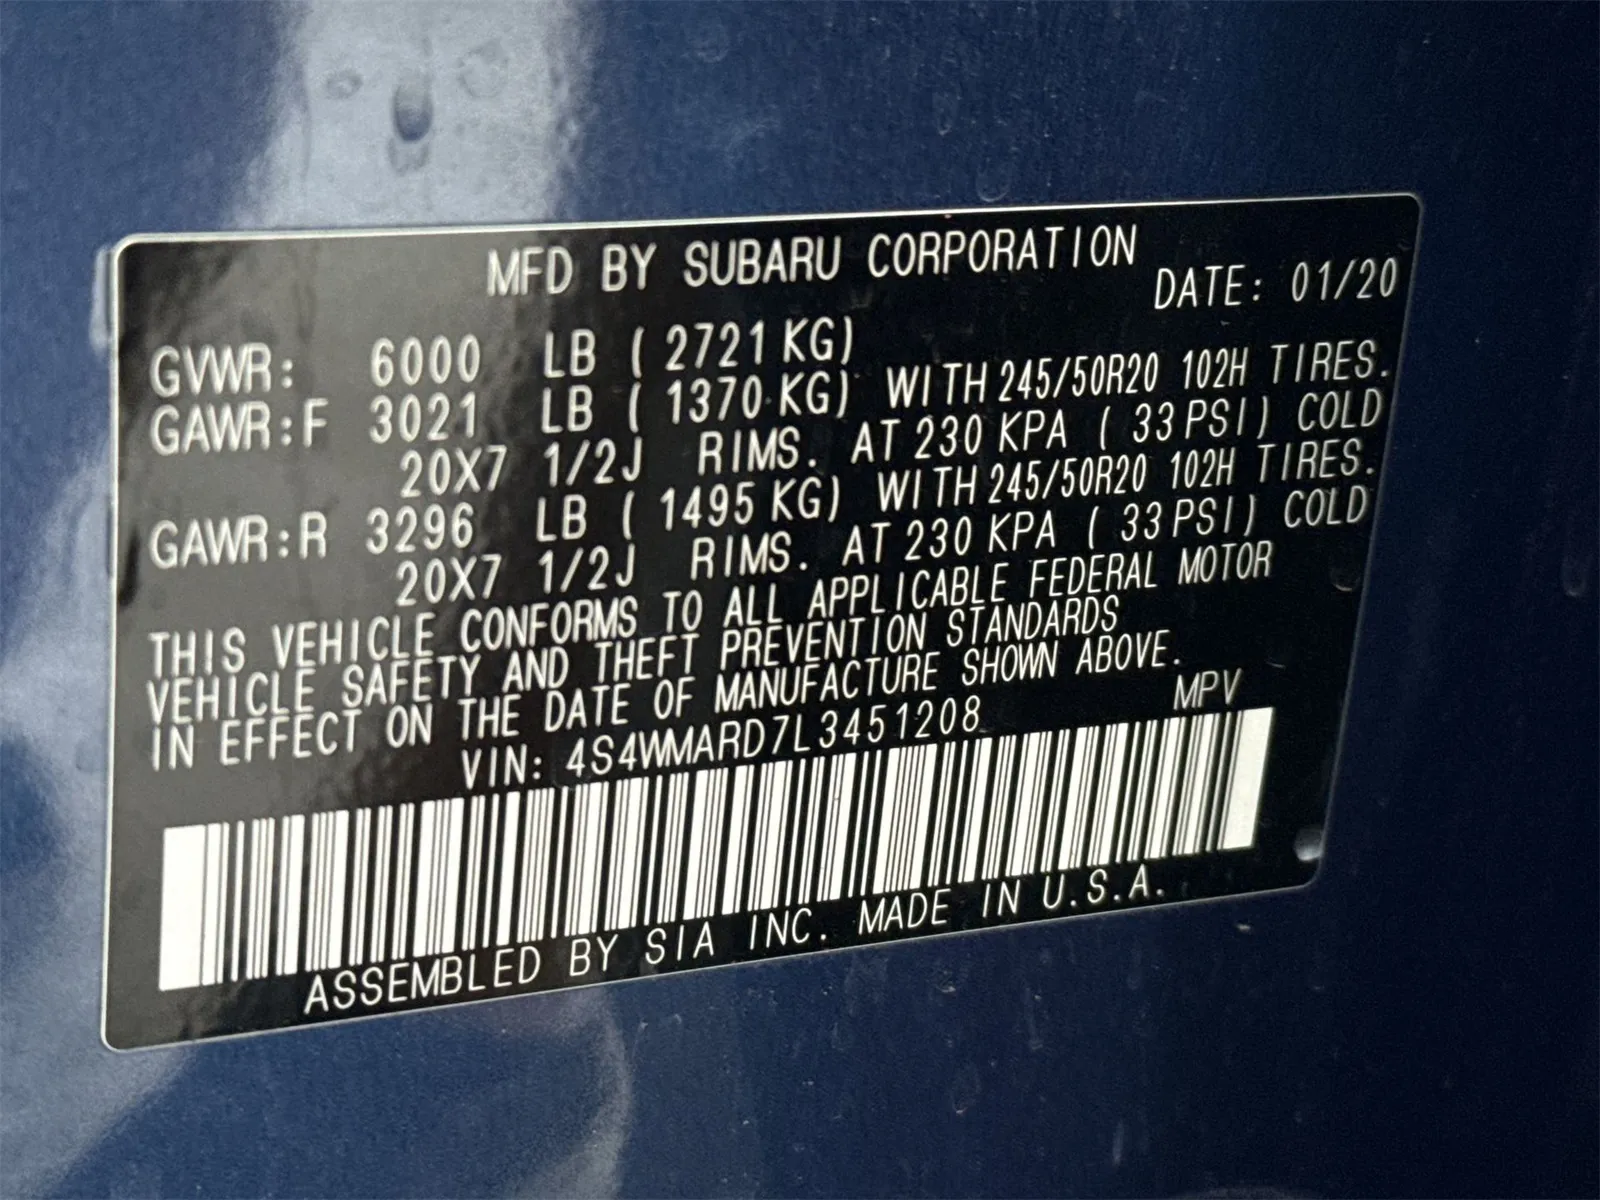 MFD BY SUBARU CORPORATION
DATE: 01/20
GVWR: 6000 LB ( 2721 KG)
GAWR:F 3021 LB ( 1370 KG) WITH 245/50R20 102H TIRES.
20X7 1/2J RIMS. AT 230 KPA ( 33 PSI) COLD
GAWR:R 3296 LB ( 1495 KG) WITH 245/50R20 102H TIRES.
20X7 1/2J RIMS. AT 230 KPA ( 33 PSI) COLD
THIS VEHICLE CONFORMS TO ALL APPLICABLE FEDERAL MOTOR
VEHICLE SAFETY AND THEFT PREVENTION STANDARDS
IN EFFECT ON THE DATE OF MANUFACTURE SHOWN ABOVE.
VIN: 4S4WMARD7L3451208 MPV
ASSEMBLED BY SIA INC. MADE IN U.S.A.